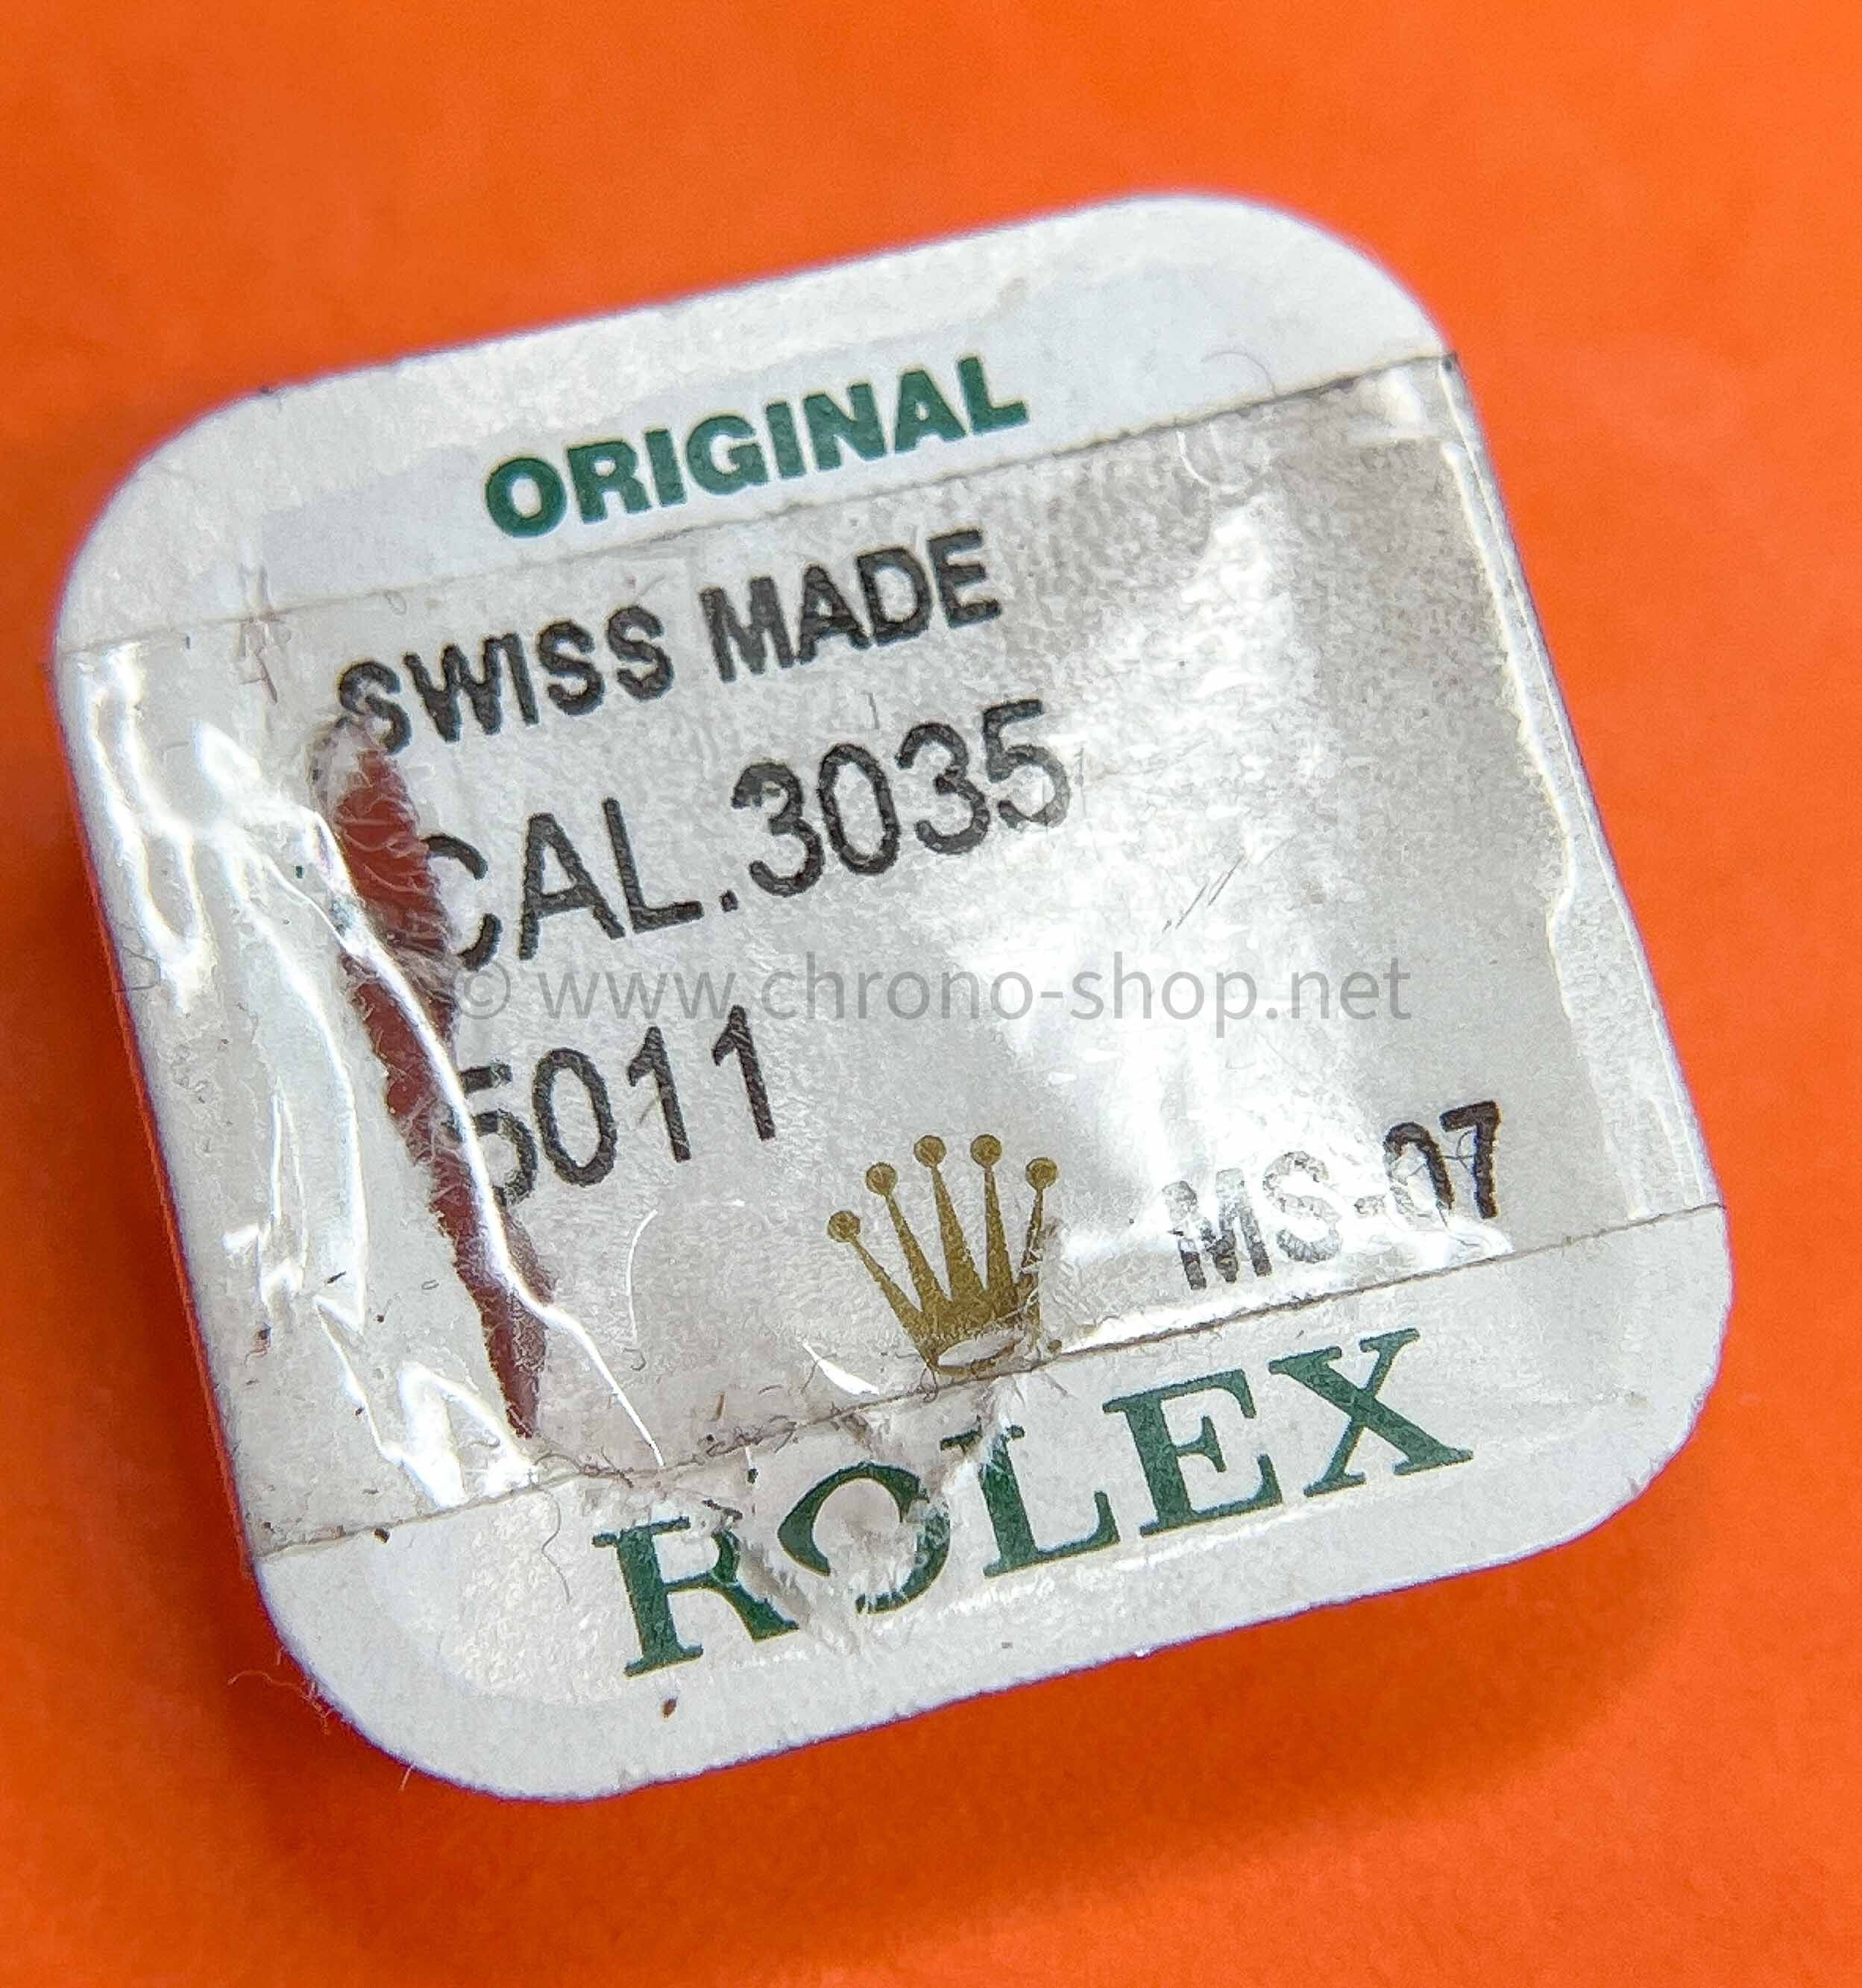 ORIGINAL
SWISS MADE
CAL.3035
© www.chrono-shop.net
5011
MS-07
ROLEX